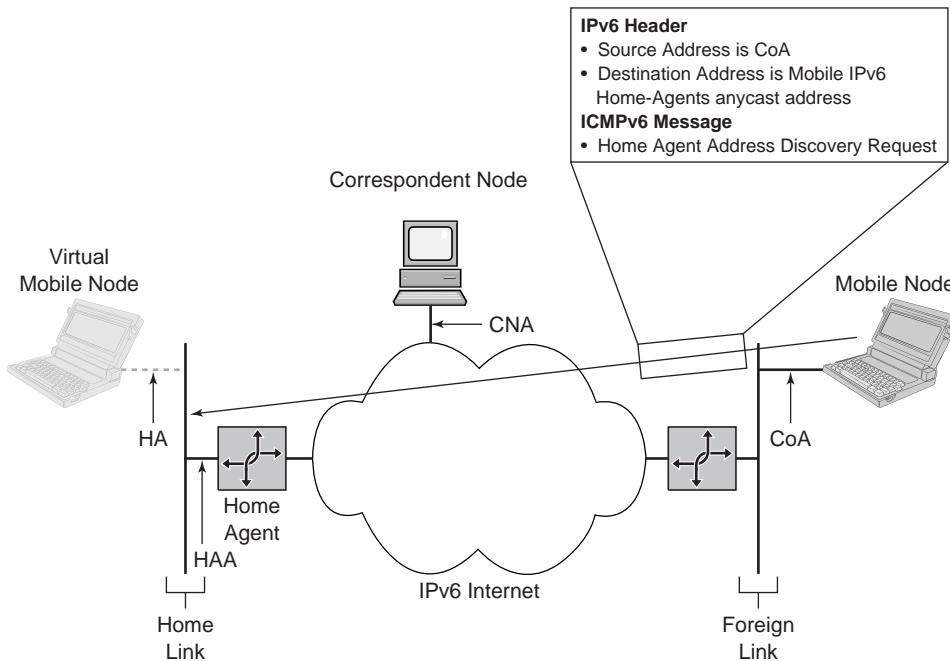 IPv6 Header
• Source Address is CoA
• Destination Address is Mobile IPv6
Home-Agents anycast address
ICMPv6 Message
• Home Agent Address Discovery Request
Correspondent Node
Virtual
Mobile Node
Mobile Node
CNA
HA
CoA
Home
Agent
HAA
IPv6 Internet
Home
Link
Foreign
Link